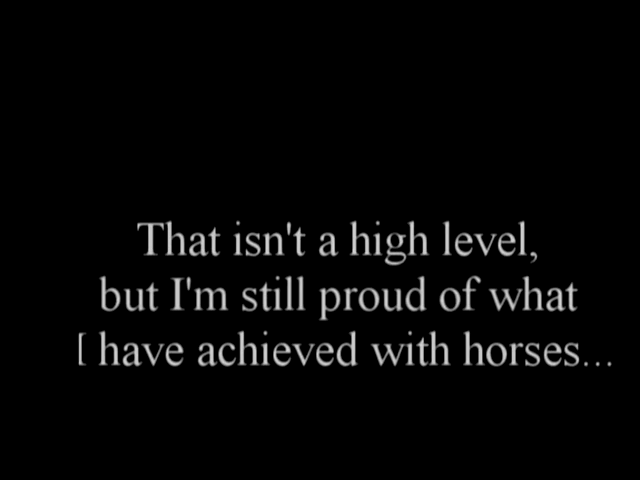 That isn't a high level,
but I'm still proud of what
I have achieved with horses...